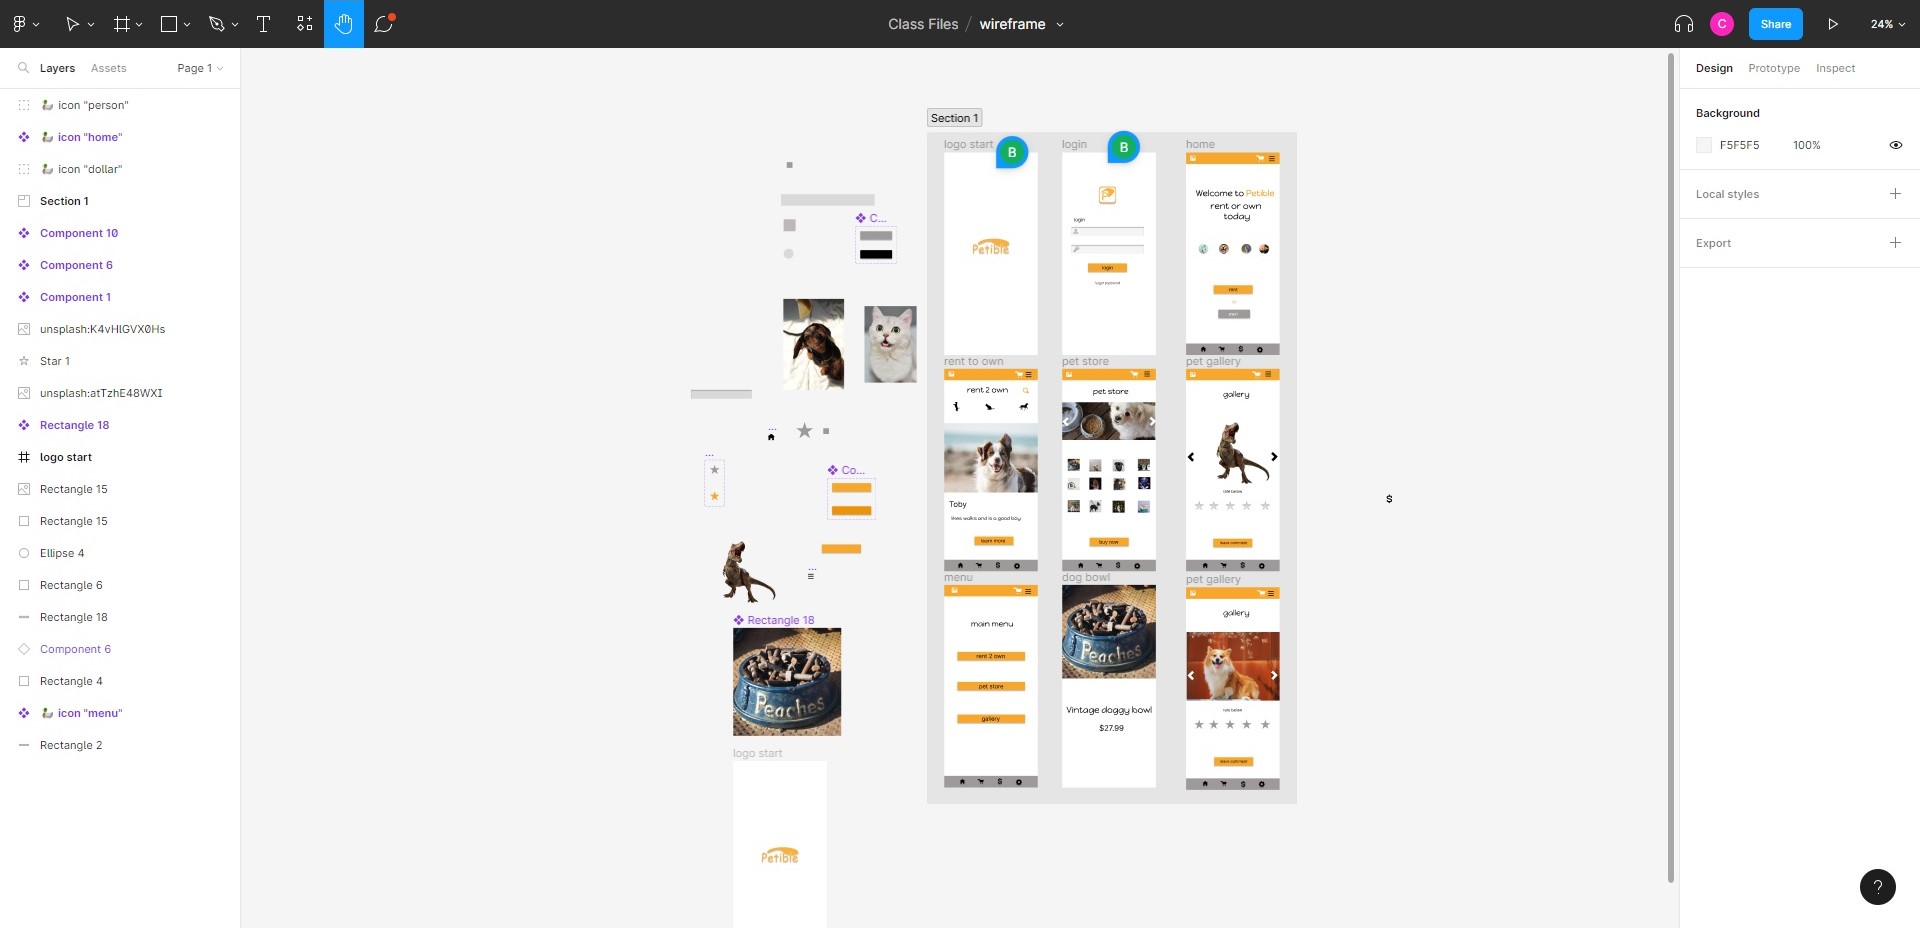 Class Files / wireframe
C
Share
24%
Layers
Assets
Page 1
icon "person"
icon "home"
icon "dollar"
Section 1
Component 10
Component 6
Component 1
unsplash:K4vHlGVX0Hs
Star 1
unsplash:atTzhE48WXI
Rectangle 18
logo start
Rectangle 15
Rectangle 15
Ellipse 4
Rectangle 6
Rectangle 18
Component 6
Rectangle 4
icon "menu"
Rectangle 2
C...
...
...
Co...
...
Rectangle 18
Peaches
logo start
Petible
Section 1
logo start
B
Petible
login
B
login
login
home
Welcome to Petible
rent or own
today
rent
rent to own
rent 2 own
Toby
likes walks and is a good boy
learn more
pet store
pet store
buy now
pet gallery
gallery
rate below
leave comment
menu
main menu
rent 2 own
pet store
gallery
dog bowl
Peaches
Vintage doggy bowl
$27.99
pet gallery
gallery
rate below
leave comment
$
Design
Prototype
Inspect
Background
F5F5F5
100%
Local styles
Export
?